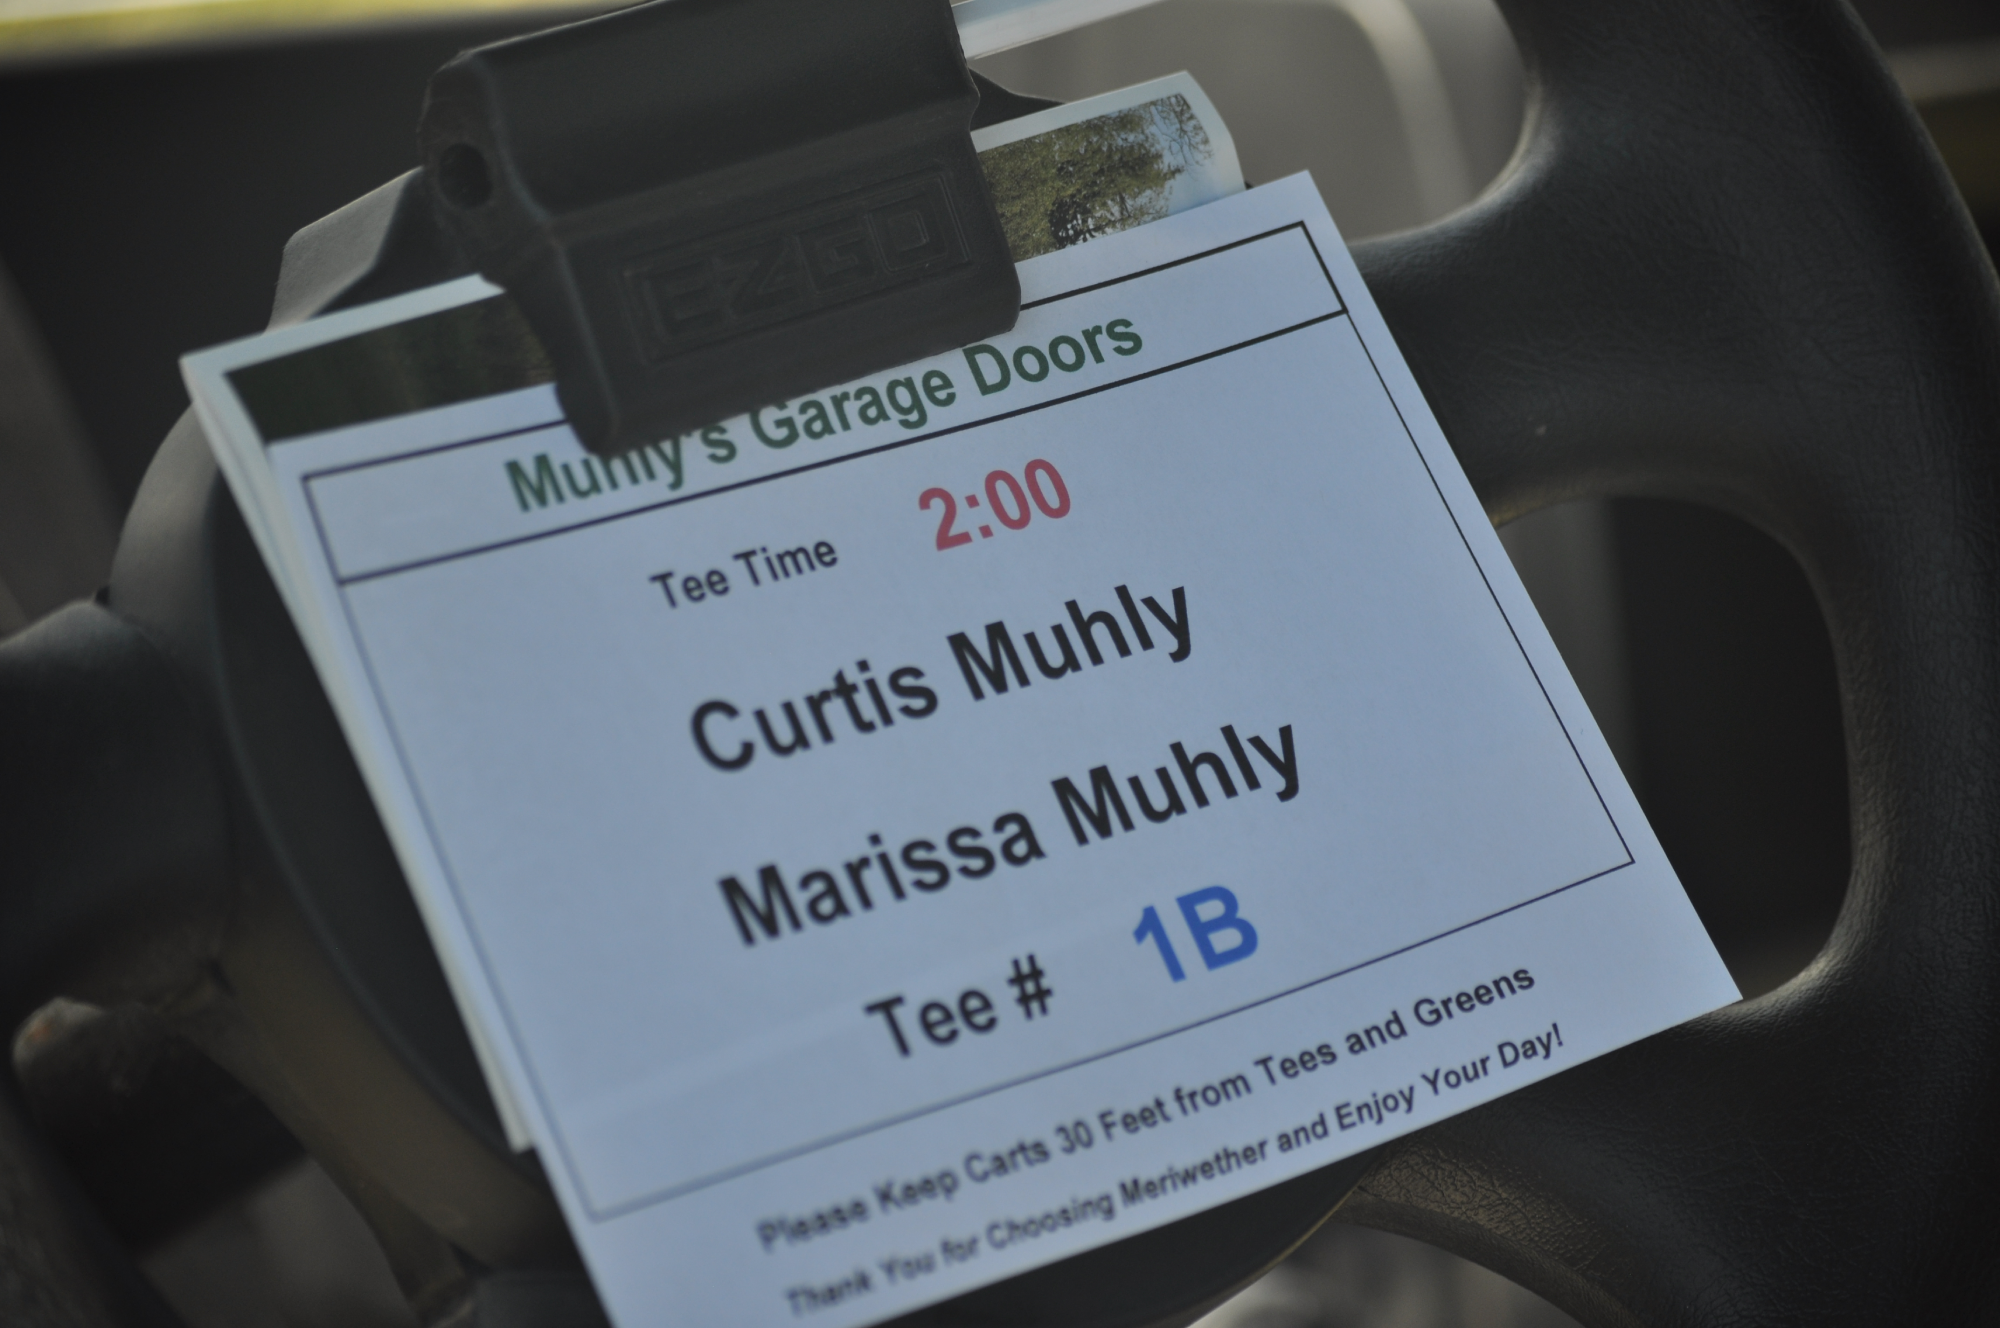 EZGO
Muhly's Garage Doors
Tee Time 2:00
Curtis Muhly
Marissa Muhly
Tee # 1B
Please Keep Carts 30 Feet from Tees and Greens
Thank You for Choosing Meriwether and Enjoy Your Day!